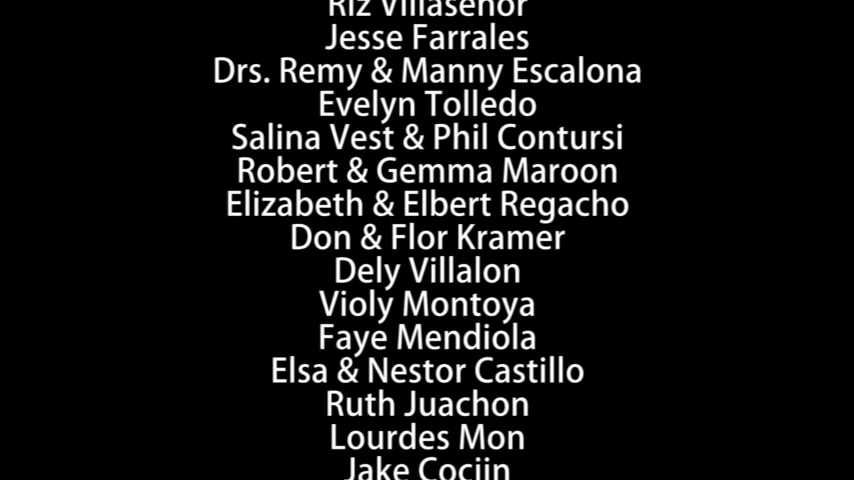 Riz Villasenor
Jesse Farrales
Drs. Remy & Manny Escalona
Evelyn Tolledo
Salina Vest & Phil Contursi
Robert & Gemma Maroon
Elizabeth & Elbert Regacho
Don & Flor Kramer
Dely Villalon
Violy Montoya
Faye Mendiola
Elsa & Nestor Castillo
Ruth Juachon
Lourdes Mon
Jake